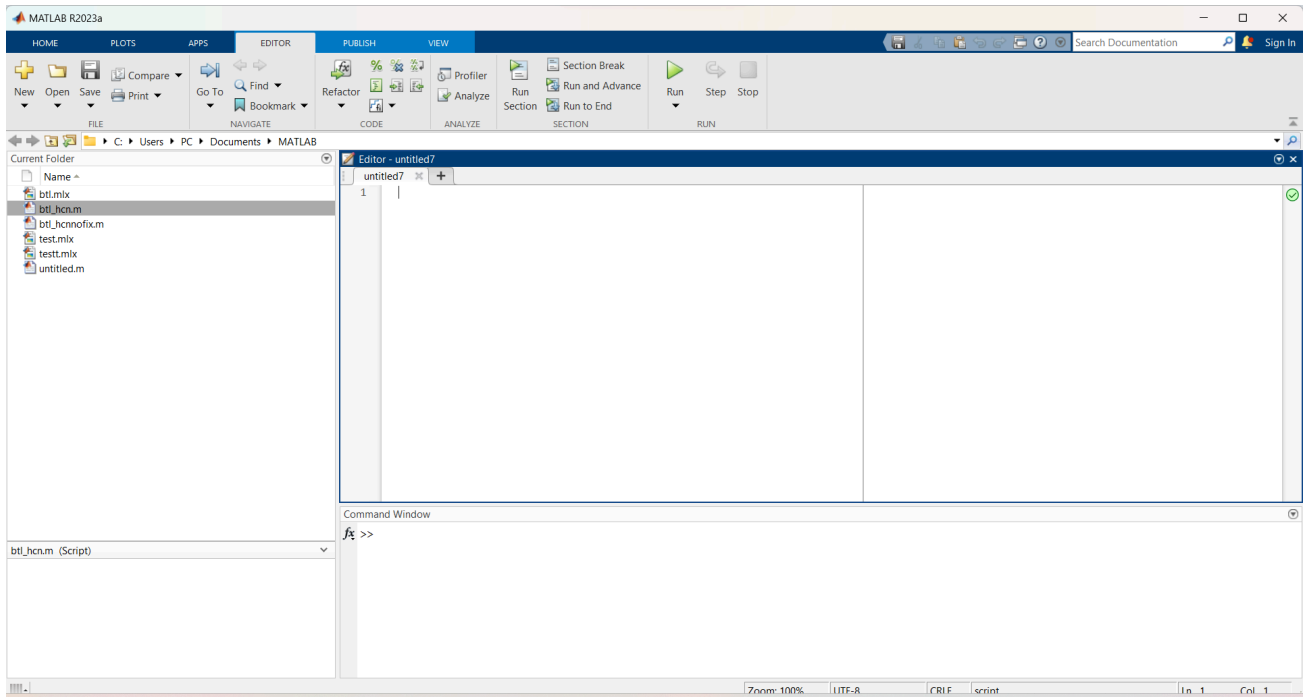 MATLAB R2023a
HOME PLOTS APPS EDITOR PUBLISH VIEW Search Documentation Sign In
New Open Save Compare Print Go To Find Bookmark Refactor Profiler Analyze Run Section Section Break Run and Advance Run to End Run Step Stop
FILE NAVIGATE CODE ANALYZE SECTION RUN
C: Users PC Documents MATLAB
Current Folder
Name
btl.mlx
btl_hcn.m
btl_hcnnofix.m
test.mlx
testt.mlx
untitled.m
btl_hcn.m (Script)
Editor - untitled7
untitled7
1
Command Window
fx >>
Zoom: 100% UTF-8 CRLF script Ln 1 Col 1